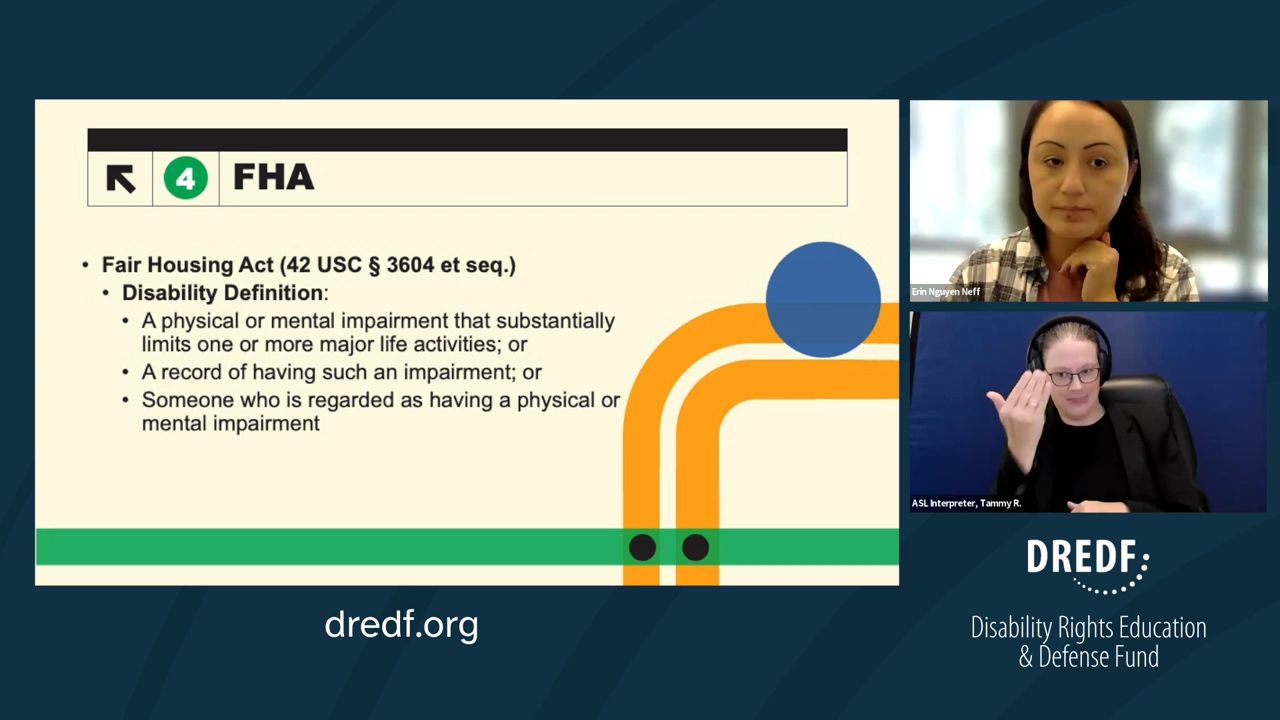 4 FHA
• Fair Housing Act (42 USC § 3604 et seq.)
• Disability Definition:
• A physical or mental impairment that substantially
limits one or more major life activities; or
• A record of having such an impairment; or
• Someone who is regarded as having a physical or
mental impairment
Erin Nguyen Neff
ASL Interpreter, Tammy R.
dredf.org
DREDF
Disability Rights Education
& Defense Fund